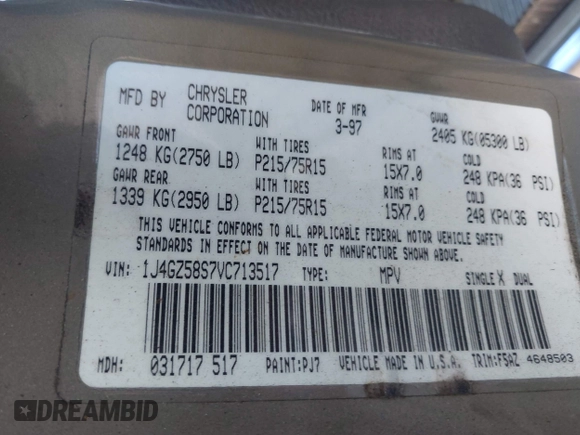 MFD BY CHRYSLER CORPORATION DATE OF MFR 3-97 GVWR 2405 KG(05300 LB)
GAWR FRONT WITH TIRES RIMS AT COLD
1248 KG(2750 LB) P215/75R15 15X7.0 248 KPA(36 PSI)
GAWR REAR WITH TIRES RIMS AT COLD
1339 KG(2950 LB) P215/75R15 15X7.0 248 KPA(36 PSI)
THIS VEHICLE CONFORMS TO ALL APPLICABLE FEDERAL MOTOR VEHICLE SAFETY
STANDARDS IN EFFECT ON THE DATE OF MANUFACTURE SHOWN ABOVE.
VIN: 1J4GZ58S7VC713517 TYPE: MPV SINGLE X DUAL
MDH: 031717 517 PAINT:PJ7 VEHICLE MADE IN U.S.A. TRIM:F5AZ 4648503
DREAMBID